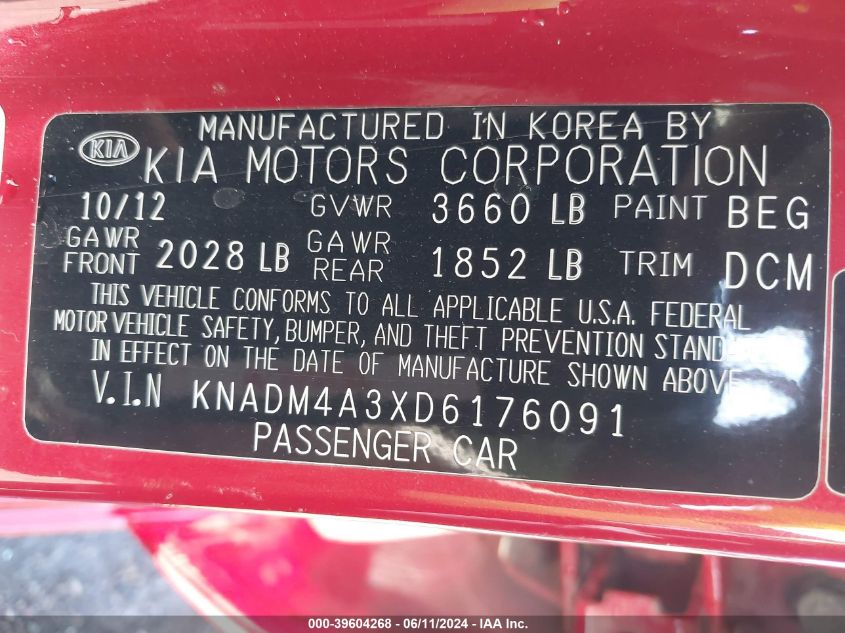 MANUFACTURED IN KOREA BY
KIA KIA MOTORS CORPORATION
10/12 GVWR 3660 LB PAINT BEG
GAWR FRONT 2028 LB GAWR REAR 1852 LB TRIM DCM
THIS VEHICLE CONFORMS TO ALL APPLICABLE U.S.A. FEDERAL
MOTOR VEHICLE SAFETY, BUMPER, AND THEFT PREVENTION STANDA
IN EFFECT ON THE DATE OF MANUFACTURE SHOWN ABOVE
V.I.N KNADM4A3XD6176091
PASSENGER CAR
000-39604268 - 06/11/2024 - IAA Inc.